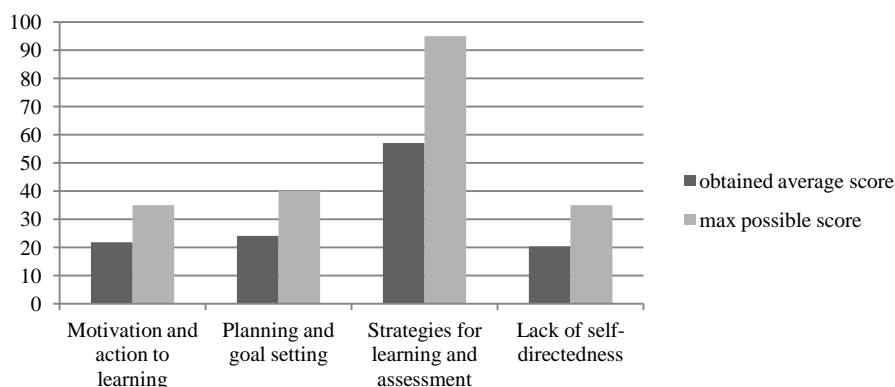 100
90
80
70
60
50
40
30
20
10
0
Motivation and
action to
learning
Planning and
goal setting
Strategies for
learning and
assessment
Lack of self-
directedness
obtained average score
max possible score